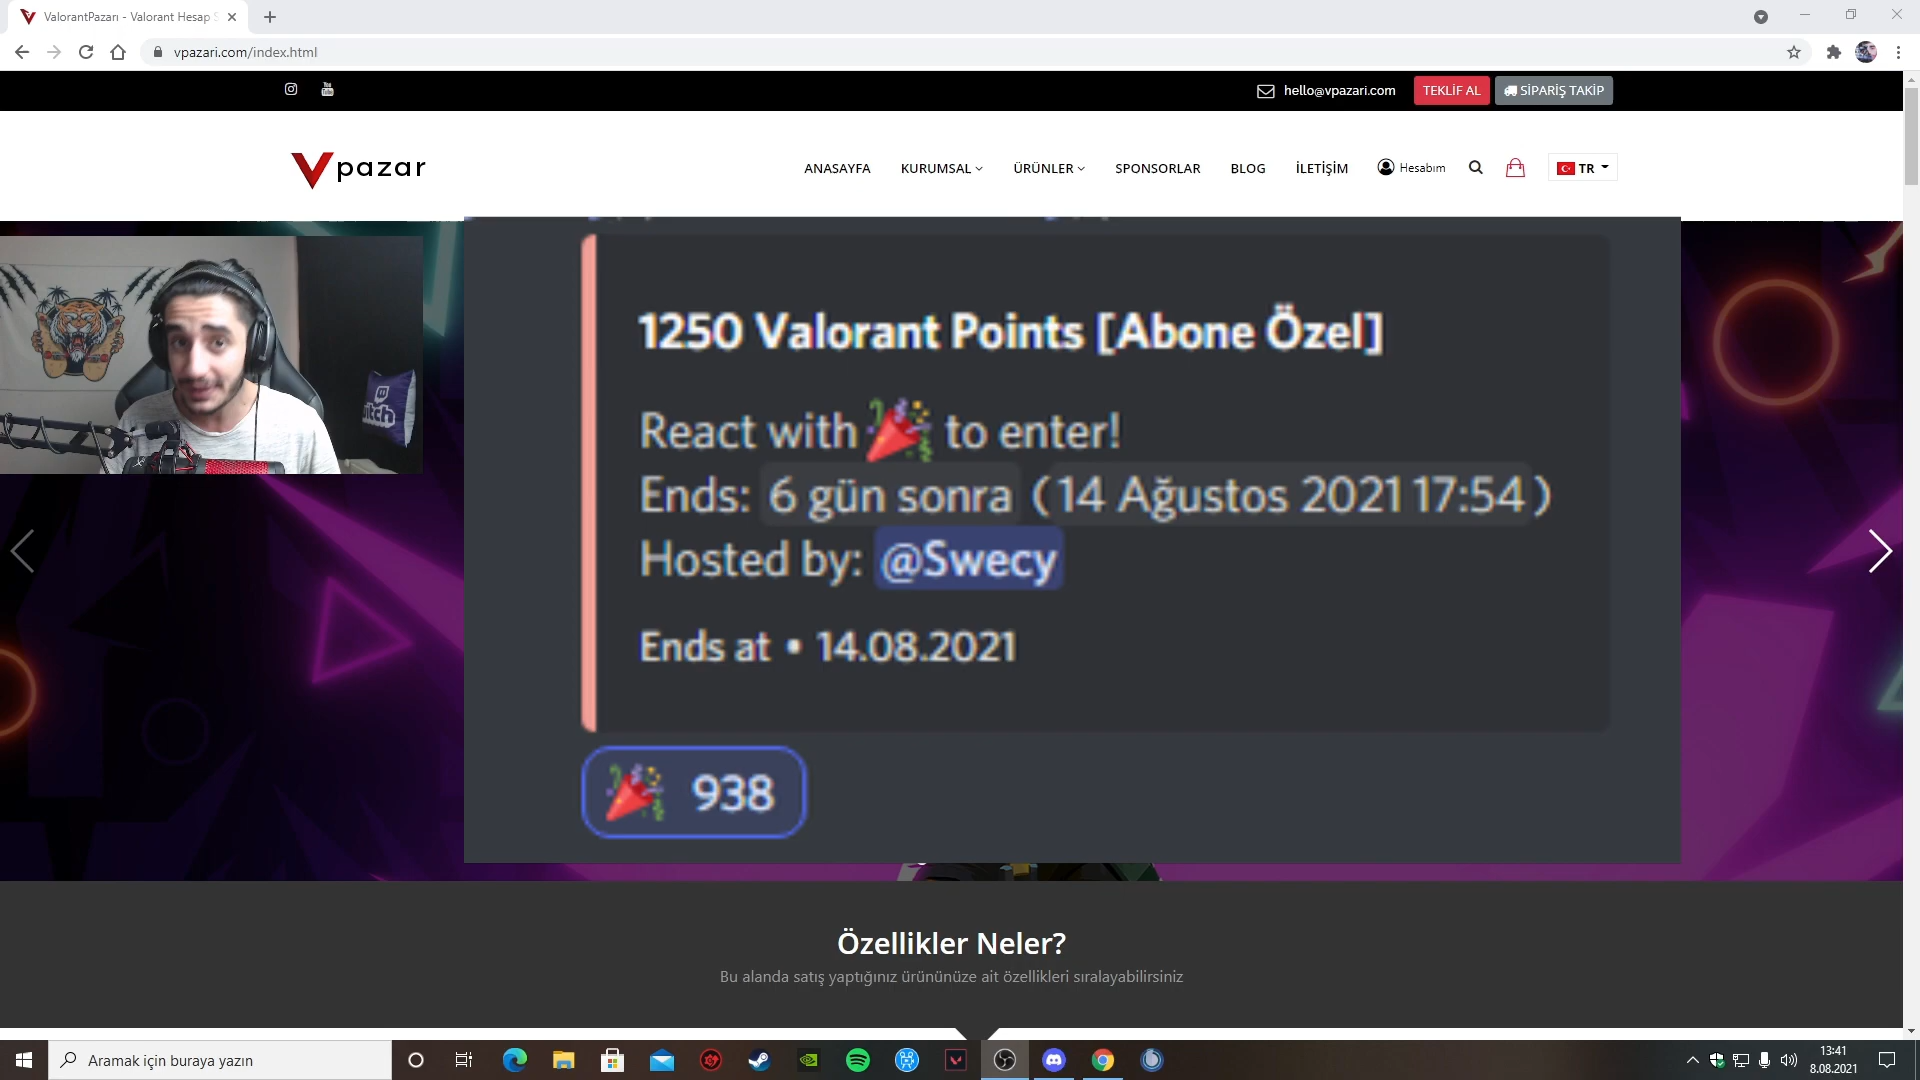 ValorantPazarı - Valorant Hesap S
vpazari.com/index.html
hello@vpazari.com
TEKLİF AL
SİPARİŞ TAKİP
Vpazar
ANASAYFA
KURUMSAL
ÜRÜNLER
SPONSORLAR
BLOG
İLETİŞİM
Hesabım
TR
1250 Valorant Points [Abone Özel]
React with 🎉 to enter!
Ends: 6 gün sonra (14 Ağustos 2021 17:54)
Hosted by: @Swecy
Ends at • 14.08.2021
🎉 938
Özellikler Neler?
Bu alanda satış yaptığınız ürününüze ait özellikleri sıralayabilirsiniz
Aramak için buraya yazın
13:41
8.08.2021